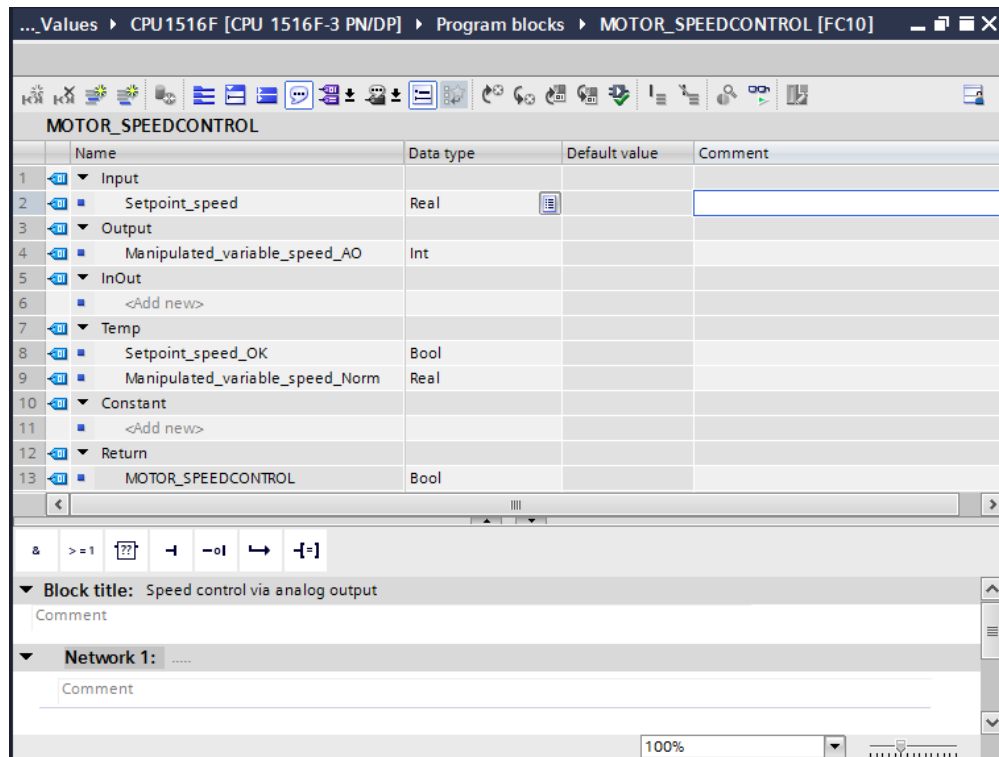 ..._Values ▸ CPU1516F [CPU 1516F-3 PN/DP] ▸ Program blocks ▸ MOTOR_SPEEDCONTROL [FC10]
MOTOR_SPEEDCONTROL
Name Data type Default value Comment
1 Input
2 Setpoint_speed Real
3 Output
4 Manipulated_variable_speed_AO Int
5 InOut
6 <Add new>
7 Temp
8 Setpoint_speed_OK Bool
9 Manipulated_variable_speed_Norm Real
10 Constant
11 <Add new>
12 Return
13 MOTOR_SPEEDCONTROL Bool
& >=1 ??
Block title: Speed control via analog output
Comment
Network 1: .....
Comment
100%